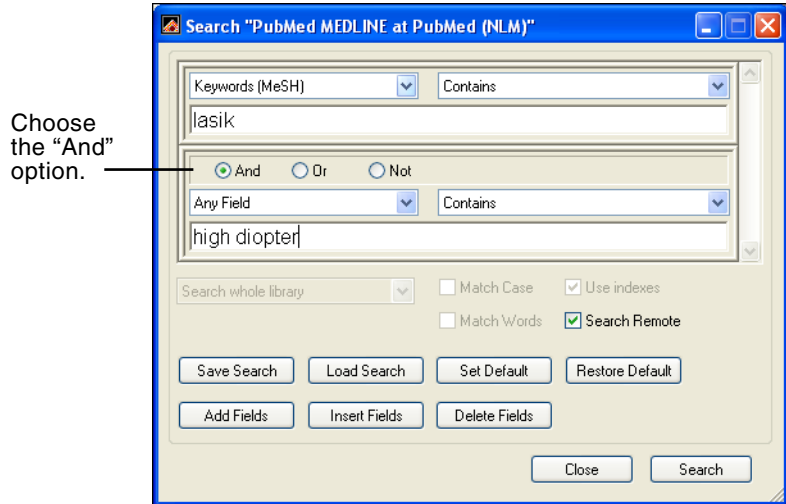 Search "PubMed MEDLINE at PubMed (NLM)"
Keywords (MeSH) Contains
lasik
Choose
the “And”
option.
And Or Not
Any Field Contains
high diopter
Search whole library Match Case Use indexes
Match Words Search Remote
Save Search Load Search Set Default Restore Default
Add Fields Insert Fields Delete Fields
Close Search